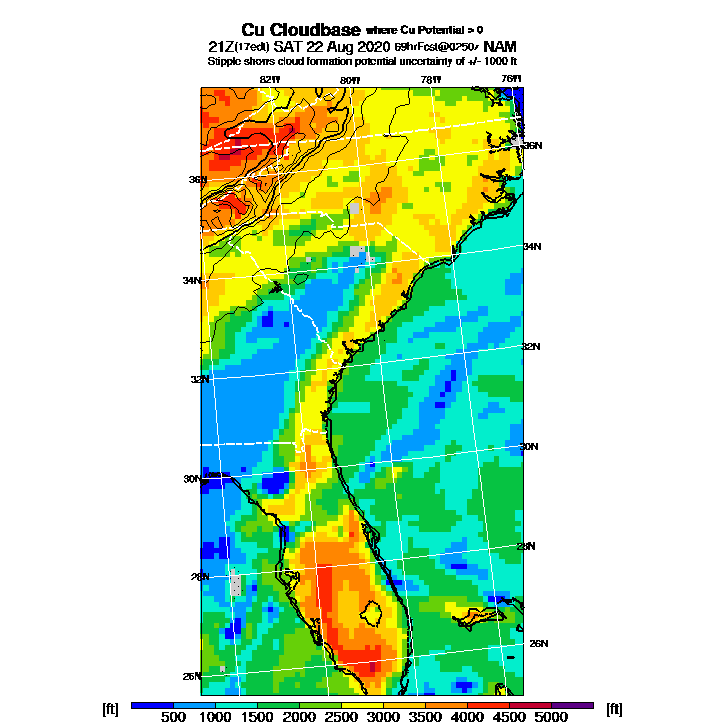 Cu Cloudbase where Cu Potential > 0
21Z(17edt) SAT 22 Aug 2020 69hrFcst@0250z NAM
Stipple shows cloud formation potential uncertainty of +/- 1000 ft
82W 80W 78W 76W
36N
36N
34N
34N
32N
32N
30N
30N
28N
28N
26N
26N
[ft] 500 1000 1500 2000 2500 3000 3500 4000 4500 5000 [ft]